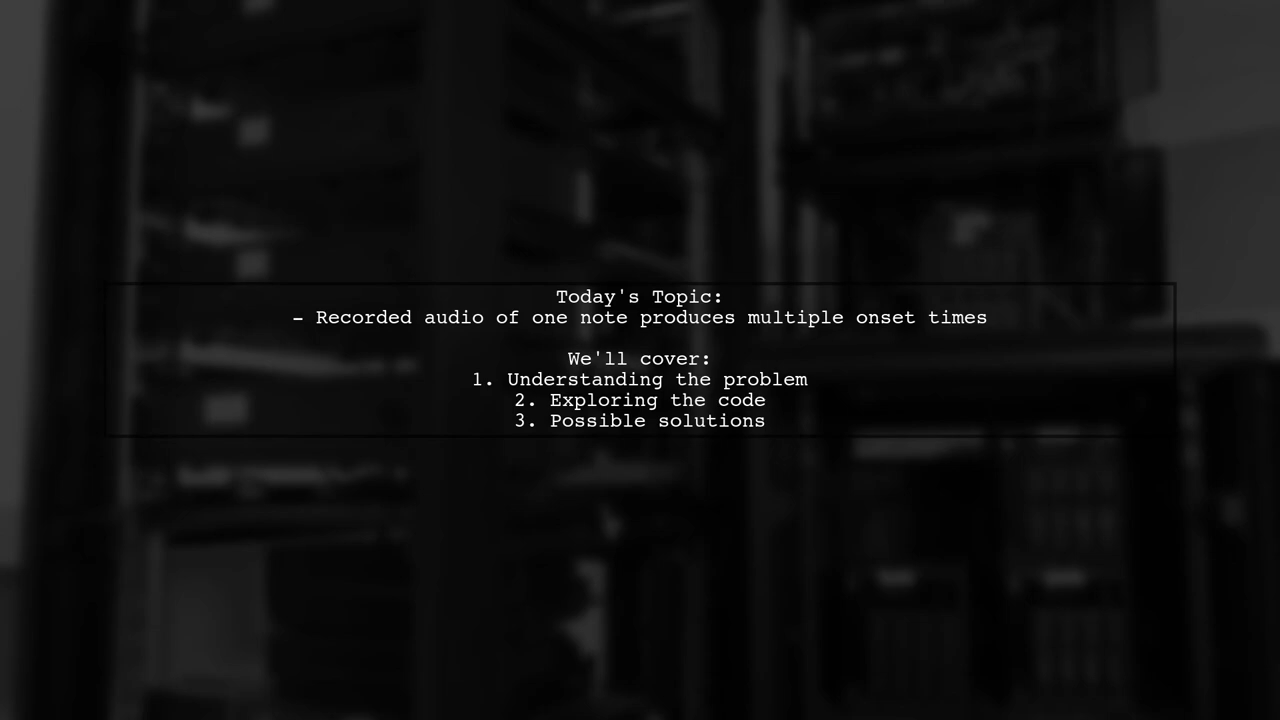 Today's Topic:
- Recorded audio of one note produces multiple onset times
We'll cover:
1. Understanding the problem
2. Exploring the code
3. Possible solutions